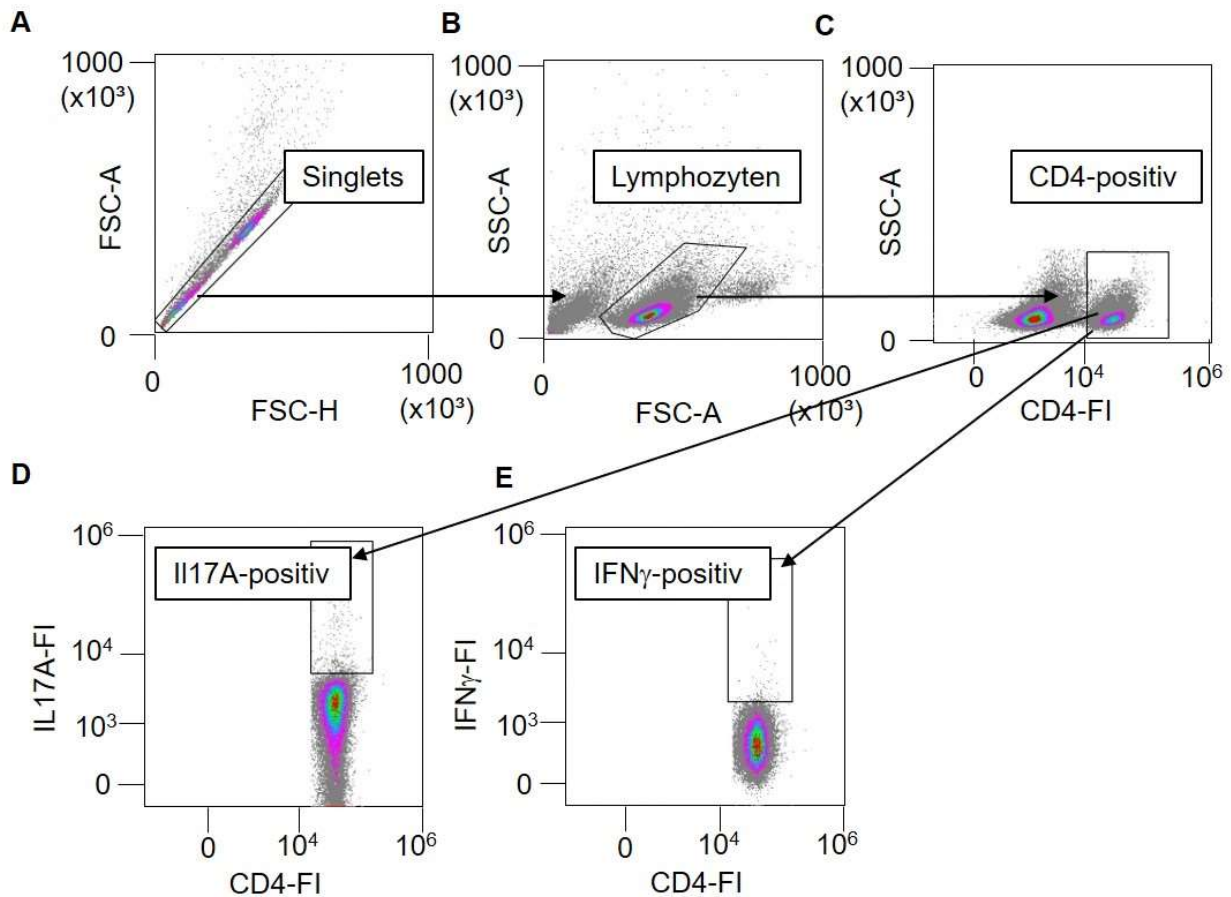 A
1000
(x10³)
FSC-A
0
Singlets
0
1000
(x10³)
FSC-H
B
1000
(x10³)
SSC-A
0
Lymphozyten
0
1000
(x10³)
FSC-A
C
1000
(x10³)
SSC-A
0
CD4-positiv
0
10⁴
10⁶
CD4-FI
D
10⁶
Il17A-positiv
IL17A-FI
10⁴
10³
0
0
10⁴
10⁶
CD4-FI
E
10⁶
IFNγ-positiv
IFNγ-FI
10⁴
10³
0
0
10⁴
10⁶
CD4-FI